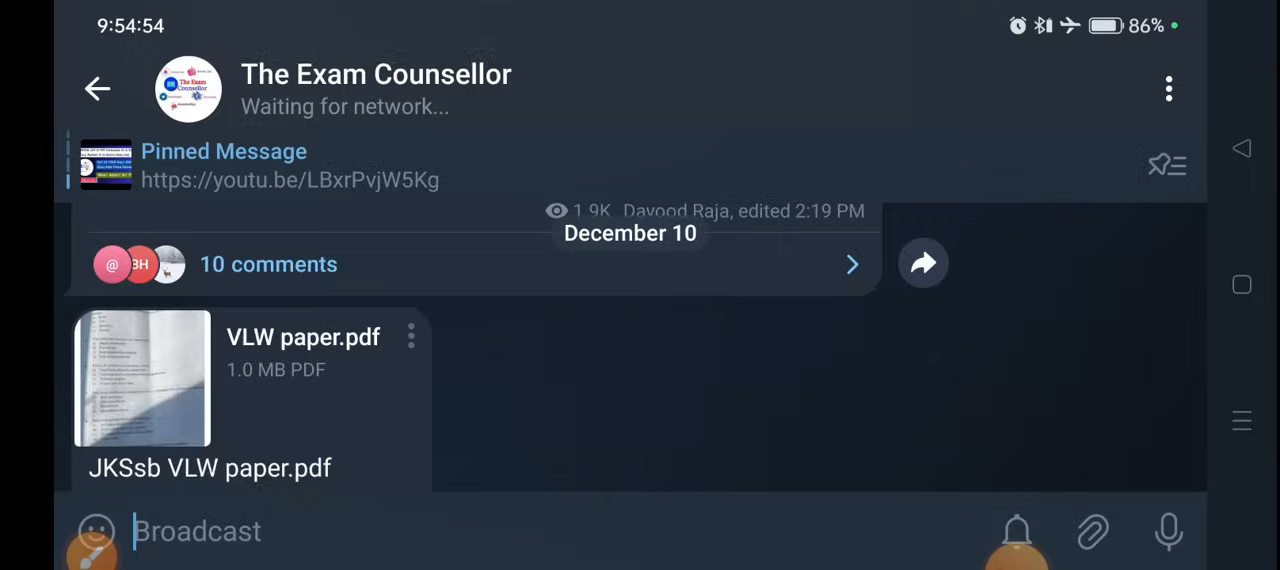 9:54:54
86%
The Exam Counsellor
Waiting for network...
Pinned Message
https://youtu.be/LBxrPvjW5Kg
1.9K Davood Raja, edited 2:19 PM
December 10
@ BH 10 comments
VLW paper.pdf
1.0 MB PDF
JKSsb VLW paper.pdf
Broadcast